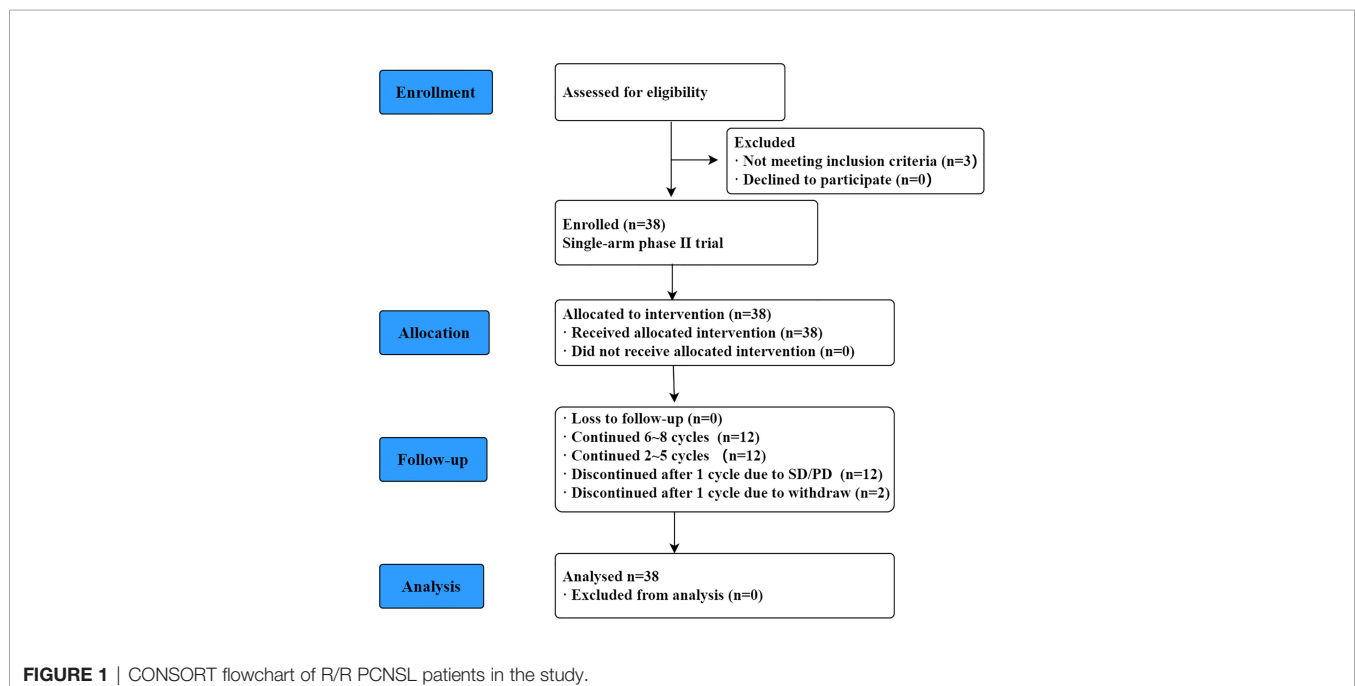 Enrollment
Assessed for eligibility
Excluded
· Not meeting inclusion criteria (n=3)
· Declined to participate (n=0)
Enrolled (n=38)
Single-arm phase II trial
Allocation
Allocated to intervention (n=38)
· Received allocated intervention (n=38)
· Did not receive allocated intervention (n=0)
Follow-up
· Loss to follow-up (n=0)
· Continued 6~8 cycles (n=12)
· Continued 2~5 cycles (n=12)
· Discontinued after 1 cycle due to SD/PD (n=12)
· Discontinued after 1 cycle due to withdraw (n=2)
Analysis
Analysed n=38
· Excluded from analysis (n=0)
FIGURE 1 | CONSORT flowchart of R/R PCNSL patients in the study.